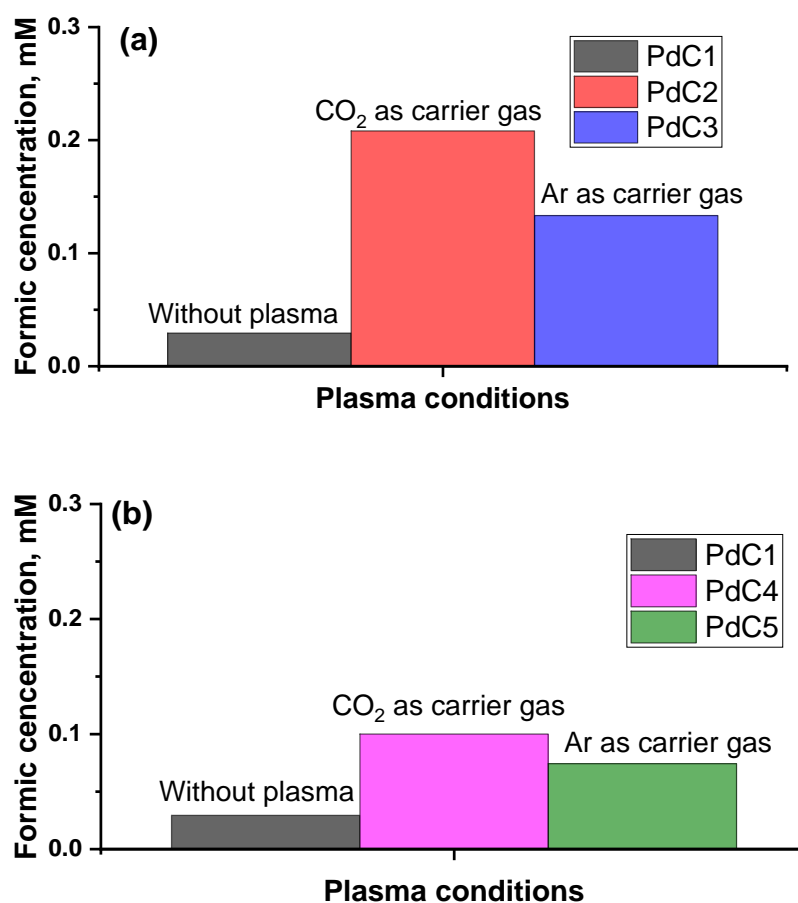 (a)
0.3
0.2
0.1
0.0
Formic cencentration, mM
PdC1
PdC2
PdC3
CO₂ as carrier gas
Ar as carrier gas
Without plasma
Plasma conditions
(b)
0.3
0.2
0.1
0.0
Formic cencentration, mM
PdC1
PdC4
PdC5
CO₂ as carrier gas
Ar as carrier gas
Without plasma
Plasma conditions